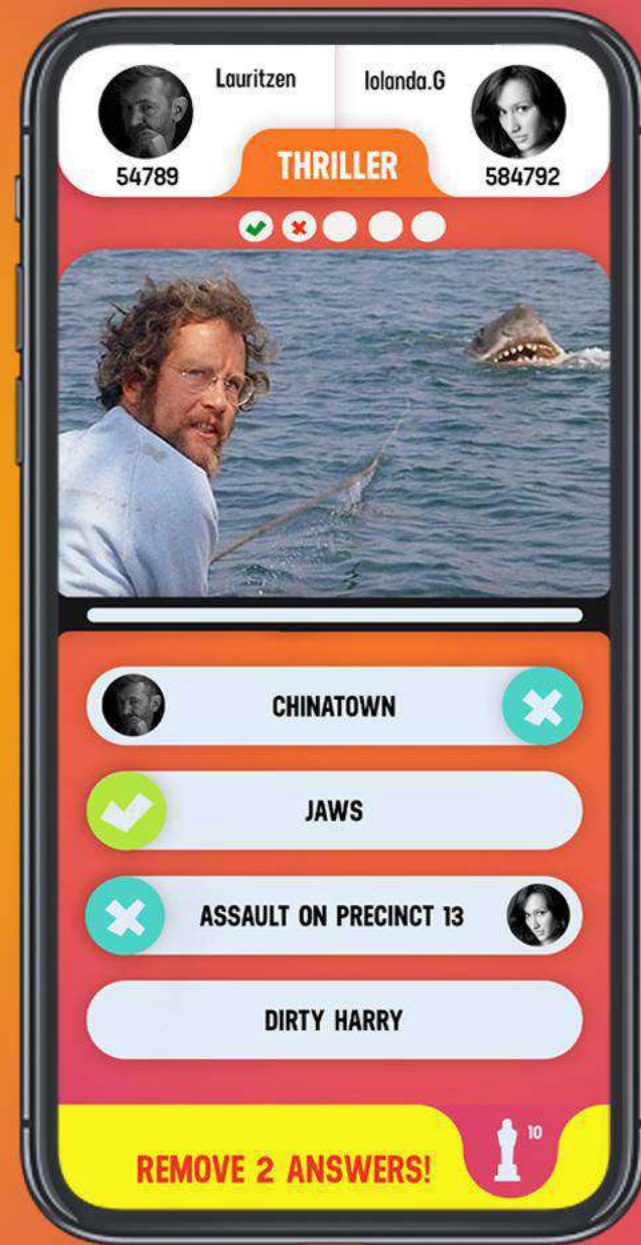 Lauritzen
Iolanda.G
54789
THRILLER
584792
CHINATOWN
JAWS
ASSAULT ON PRECINCT 13
DIRTY HARRY
REMOVE 2 ANSWERS!
10